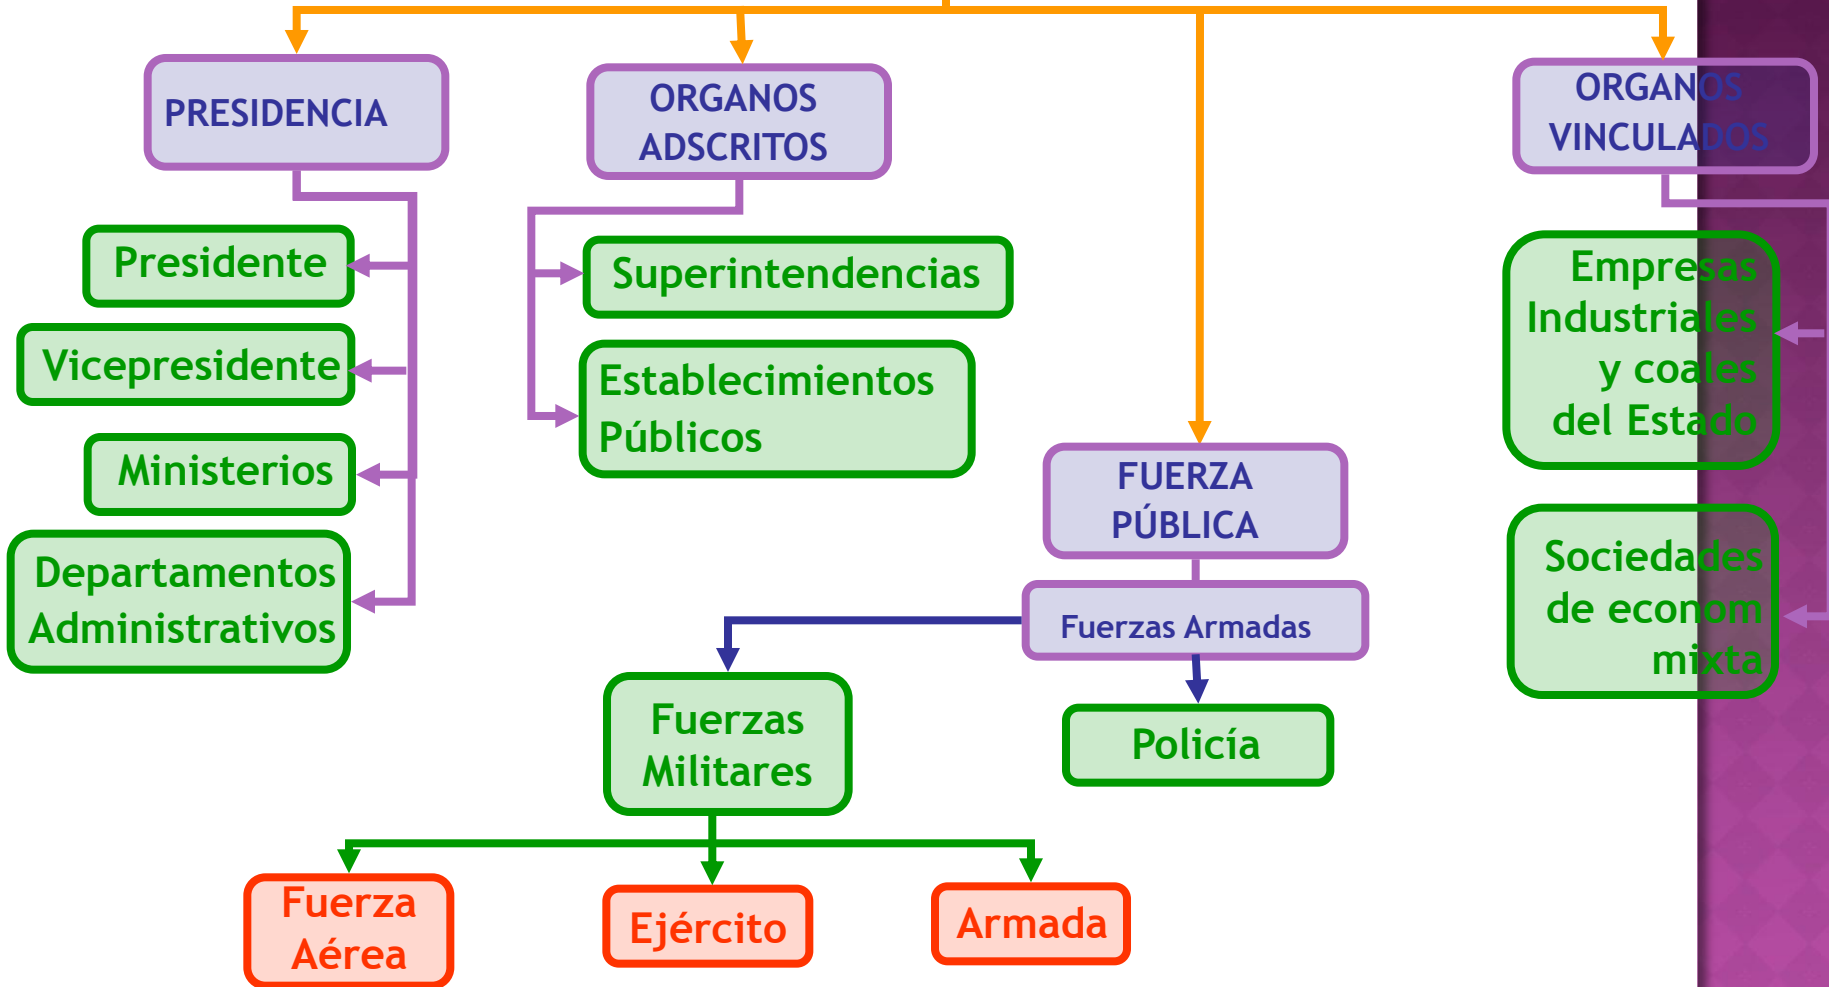 PRESIDENCIA
Presidente
Vicepresidente
Ministerios
Departamentos
Administrativos
ORGANOS
ADSCRITOS
Superintendencias
Establecimientos
Públicos
FUERZA
PÚBLICA
Fuerzas Armadas
Fuerzas
Militares
Policía
Fuerza
Aérea
Ejército
Armada
ORGANOS
VINCULADOS
Empresas
Industriales
y coales
del Estado
Sociedades
de econom
mixta